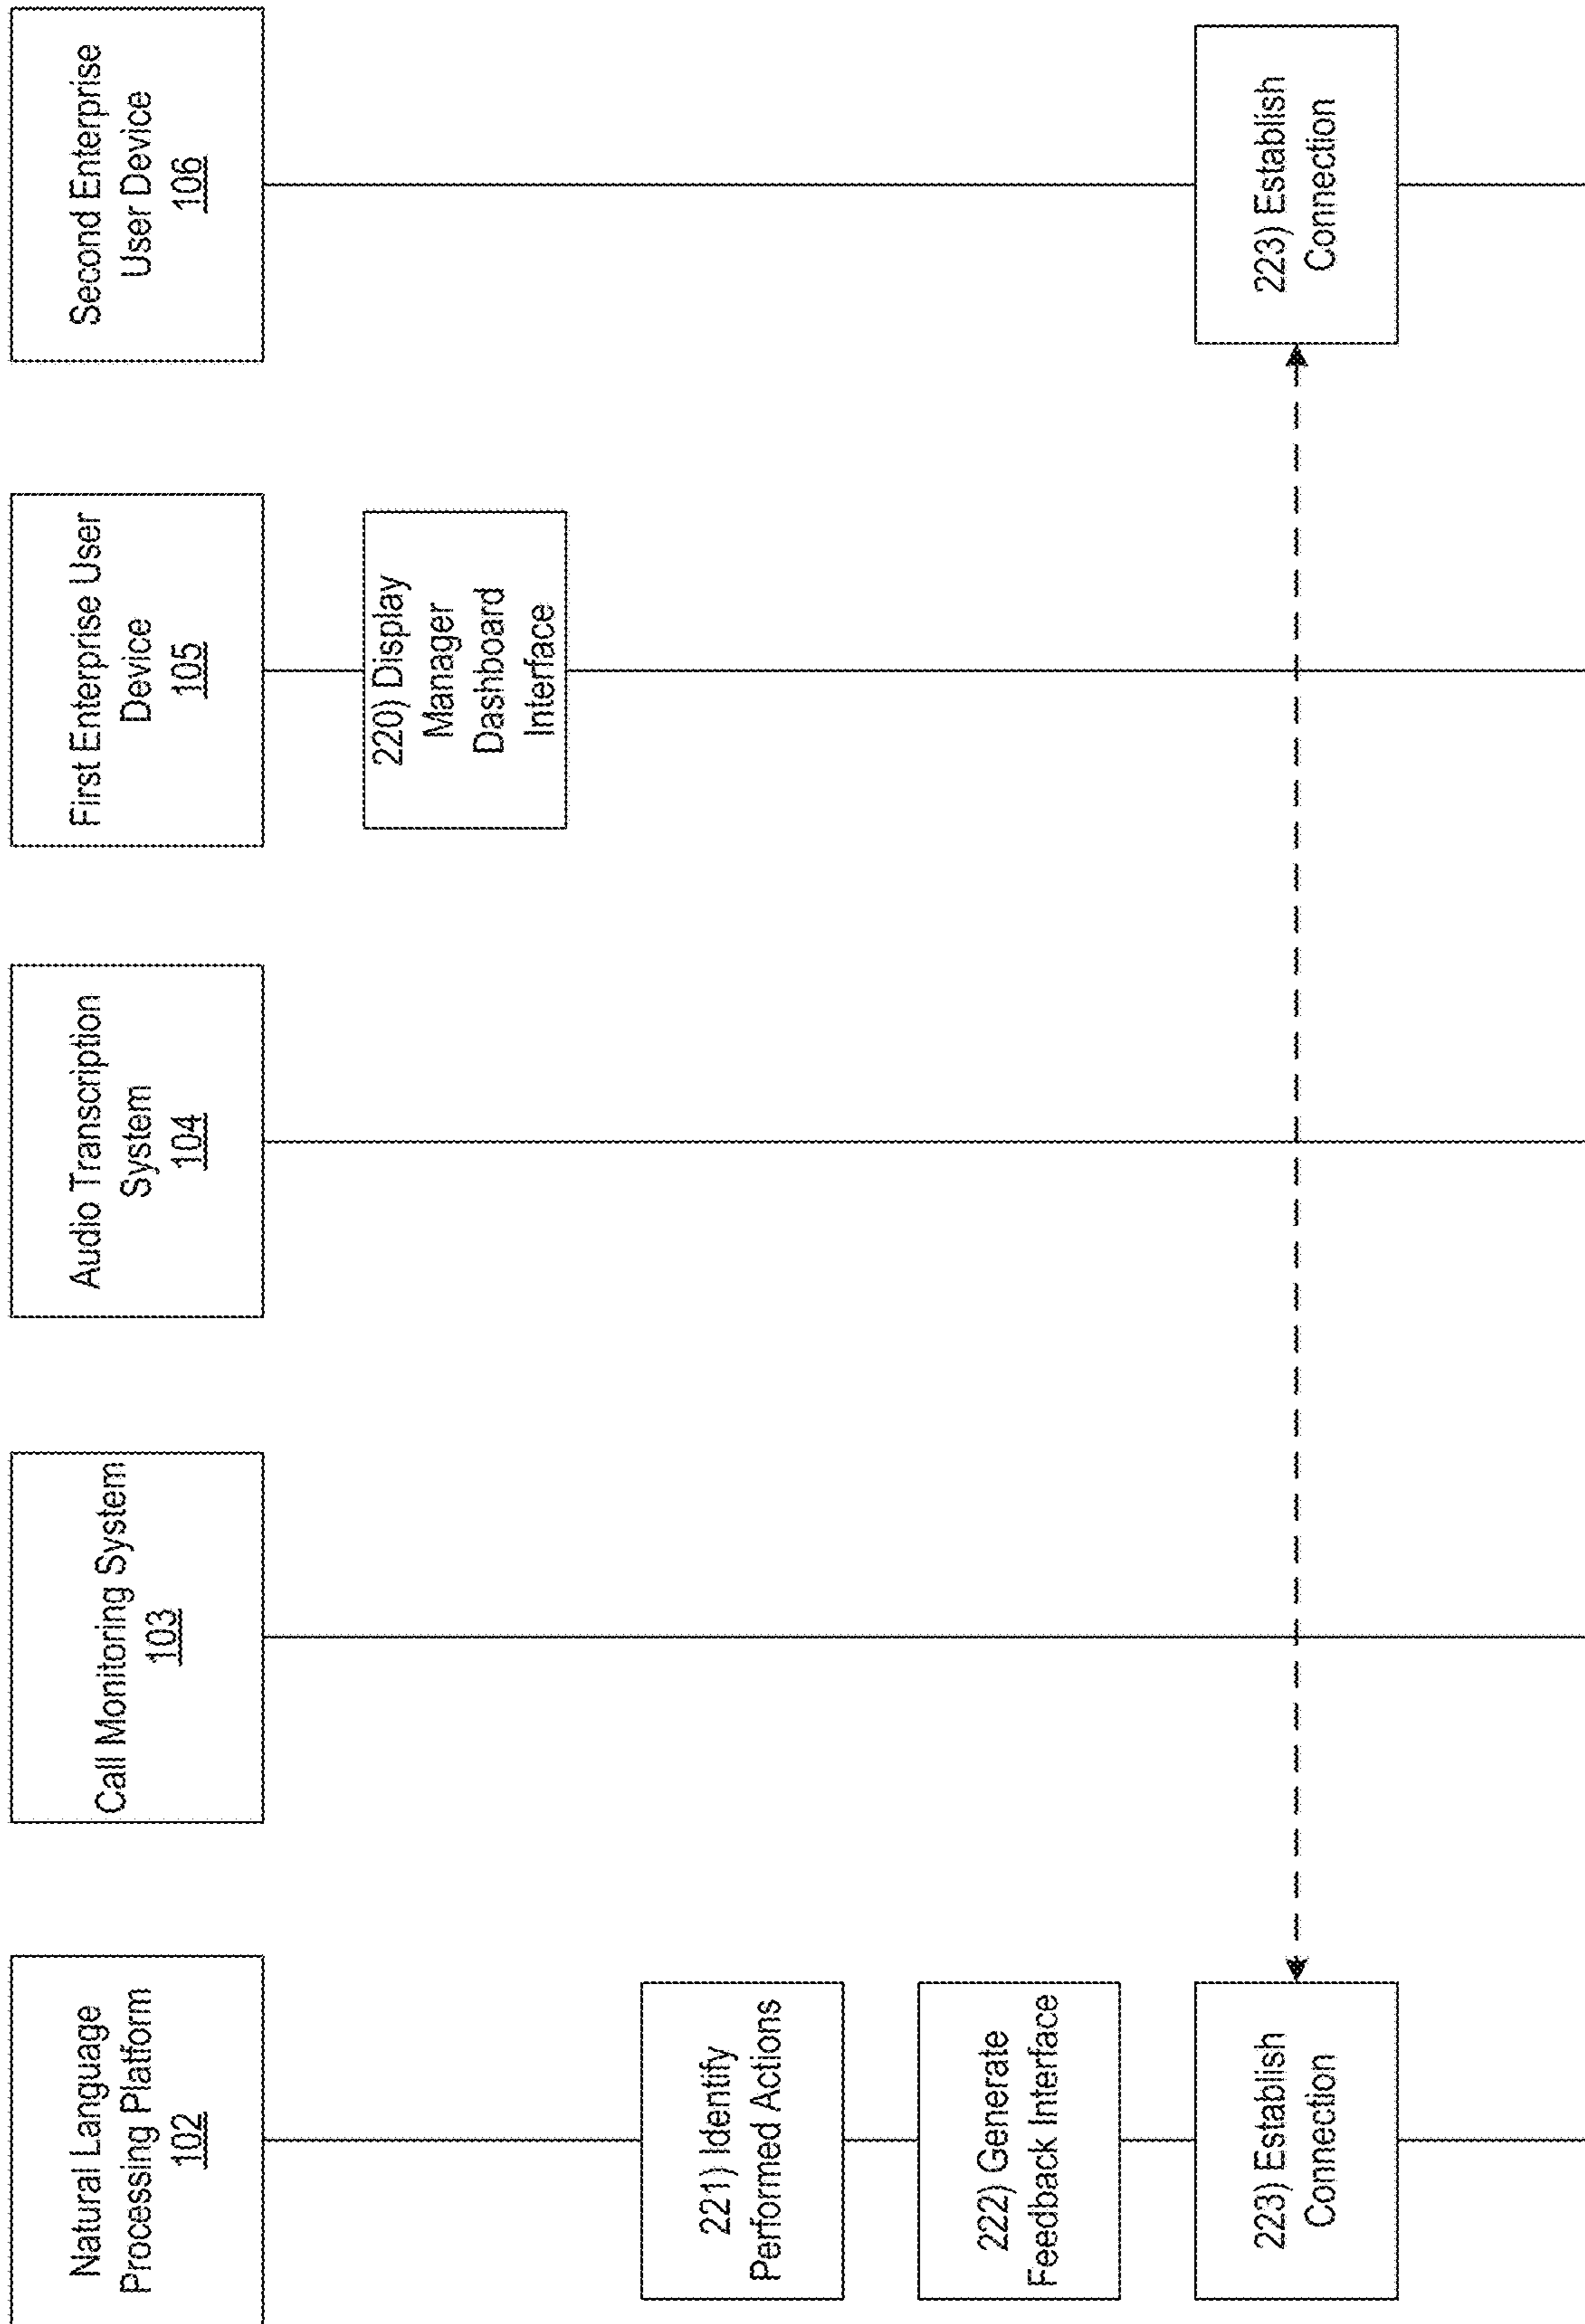 Natural Language
Processing Platform
102
Call Monitoring System
103
Audio Transcription
System
104
First Enterprise User
Device
105
Second Enterprise
User Device
106
220) Display
Manager
Dashboard
Interface
221) Identify
Performed Actions
222) Generate
Feedback Interface
223) Establish
Connection
223) Establish
Connection